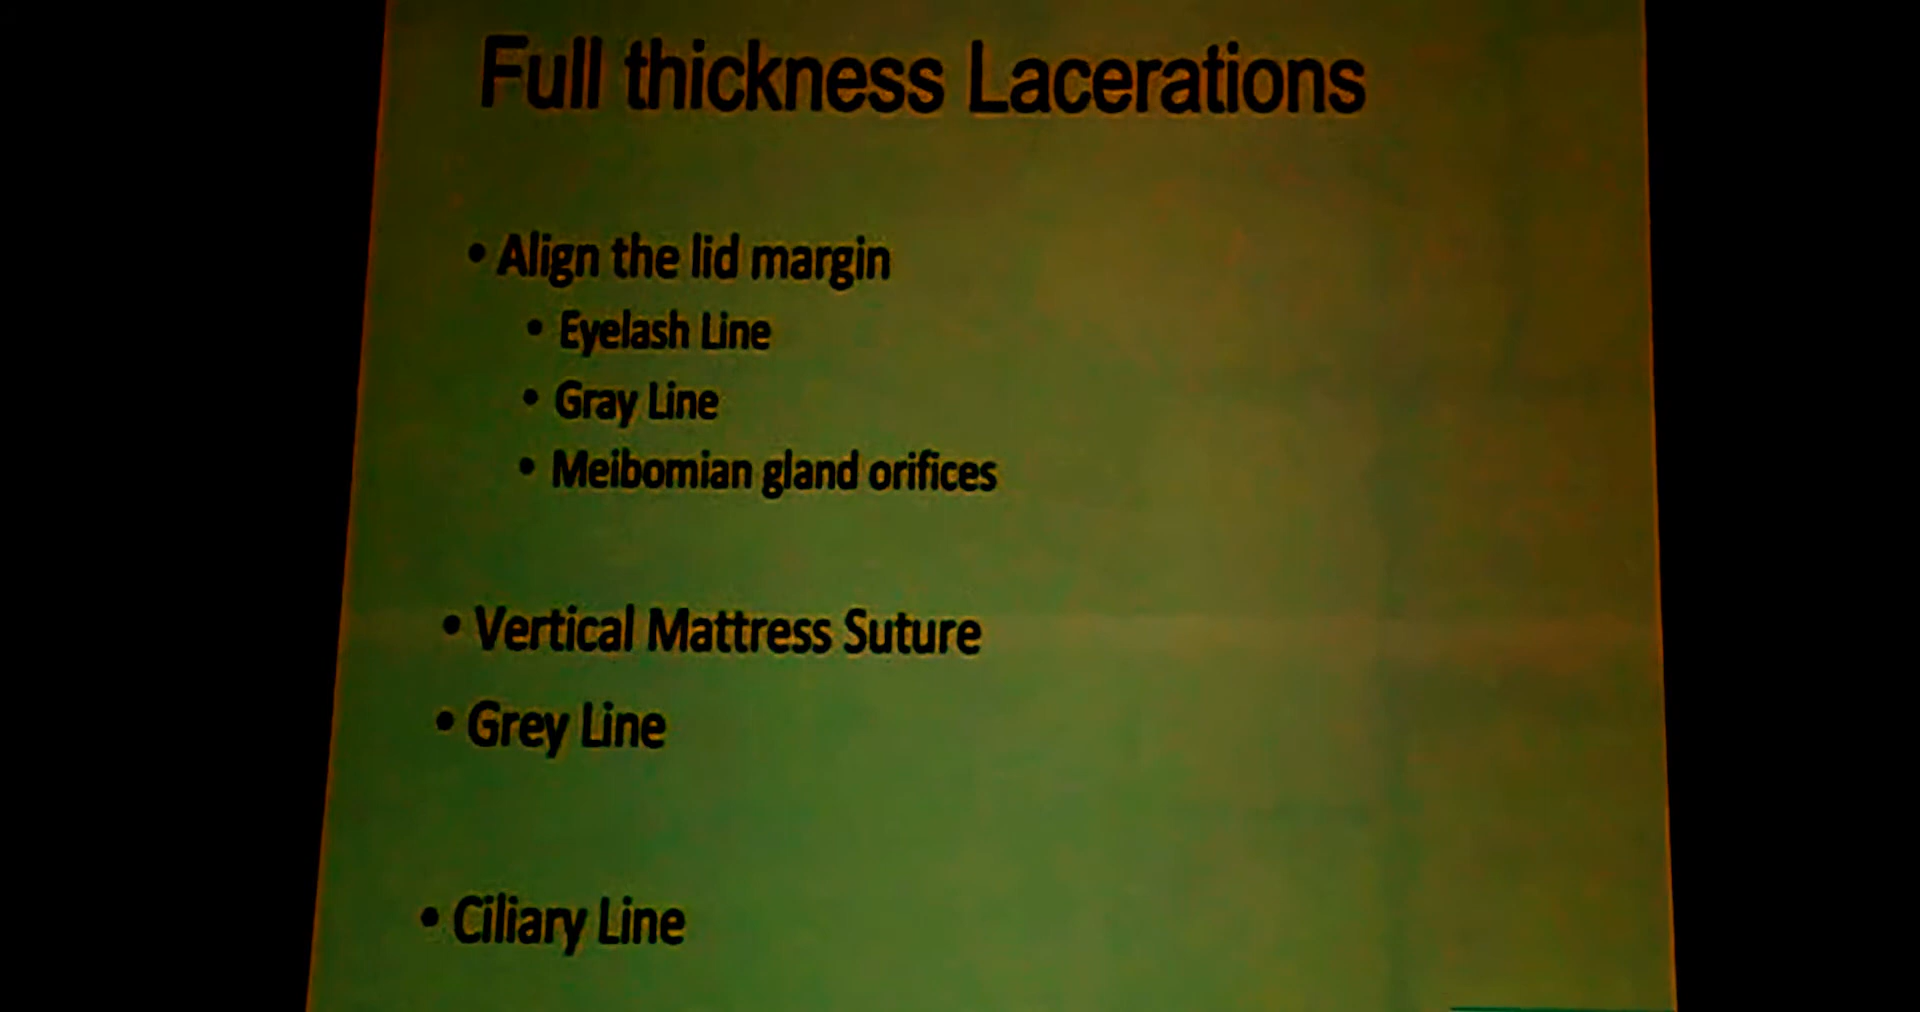 Full thickness Lacerations
• Align the lid margin
• Eyelash Line
• Gray Line
• Meibomian gland orifices
• Vertical Mattress Suture
• Grey Line
• Ciliary Line